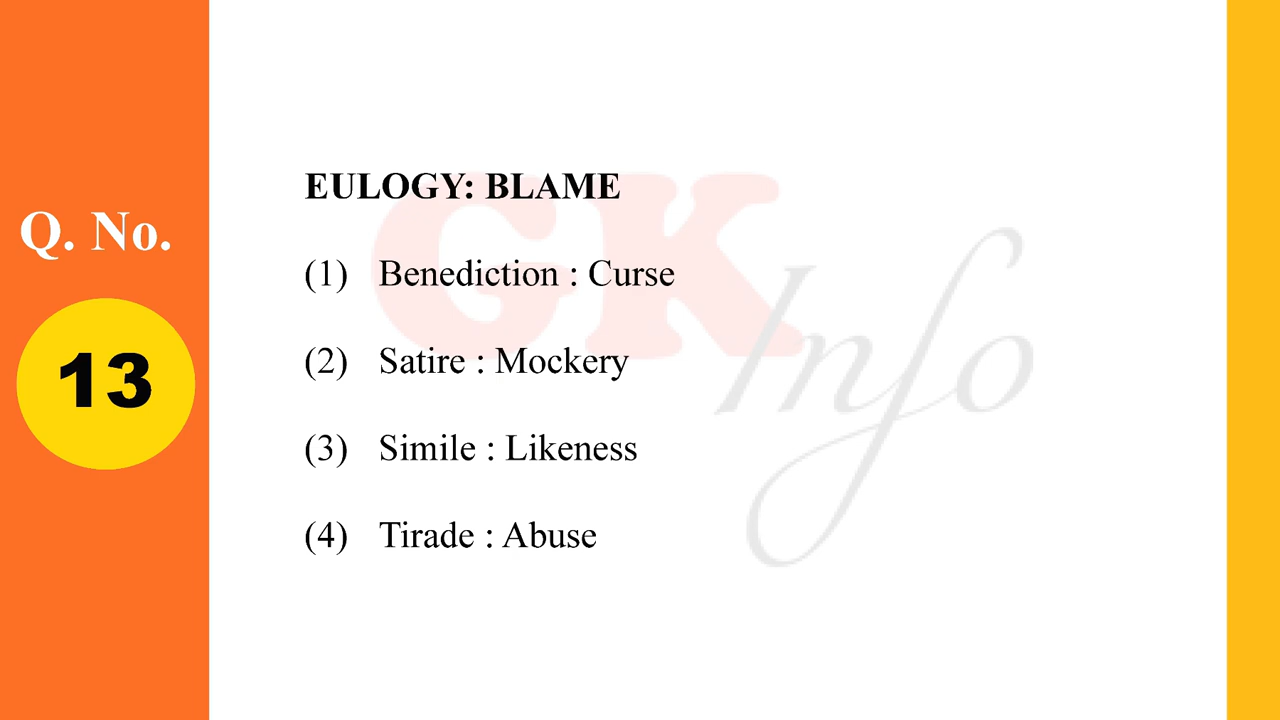 Q. No.
13
EULOGY: BLAME
(1) Benediction : Curse
(2) Satire : Mockery
(3) Simile : Likeness
(4) Tirade : Abuse
GK
Info